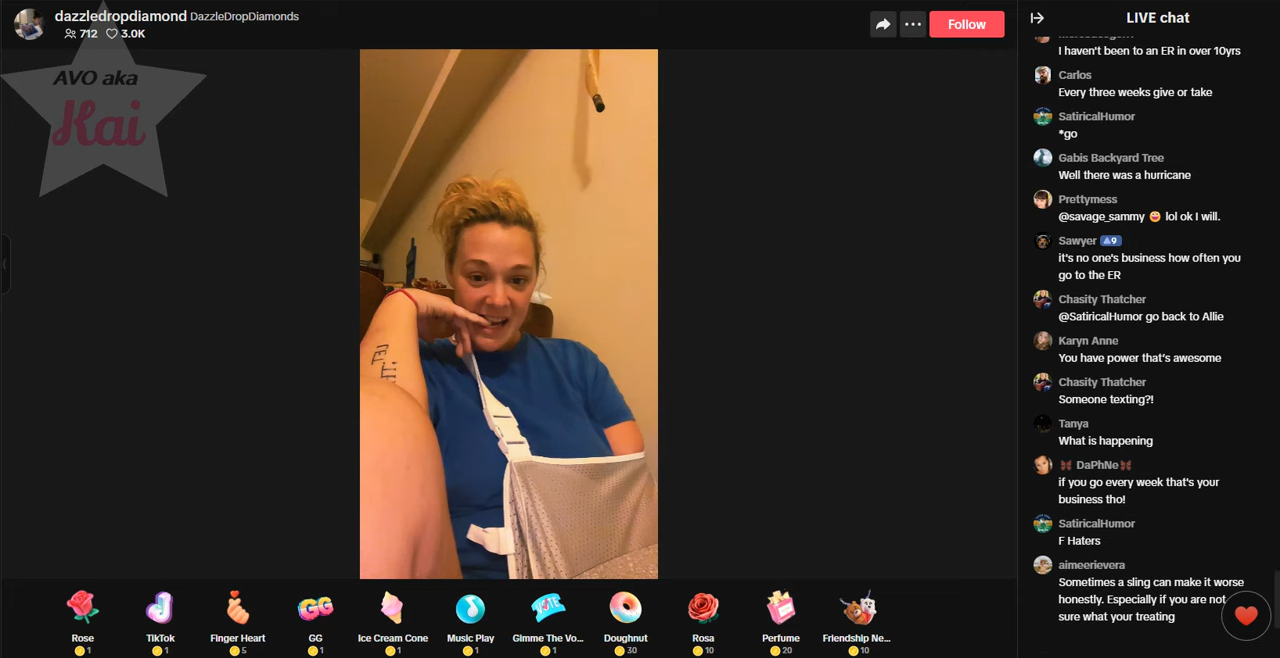 dazzledropdiamond DazzleDropDiamonds
712 3.0K
Follow
AVO aka
Kai
LIVE chat
I haven't been to an ER in over 10yrs
Carlos
Every three weeks give or take
SatiricalHumor
*go
Gabis Backyard Tree
Well there was a hurricane
Prettymess
@savage_sammy 😜 lol ok I will.
Sawyer 9
it's no one's business how often you
go to the ER
Chasity Thatcher
@SatiricalHumor go back to Allie
Karyn Anne
You have power that's awesome
Chasity Thatcher
Someone texting?!
Tanya
What is happening
DaPhNe
if you go every week that's your
business tho!
SatiricalHumor
F Haters
aimeerievera
Sometimes a sling can make it worse
honestly. Especially if you are not
sure what your treating
LET
Rose TikTok Finger Heart GG Ice Cream Cone Music Play Gimme The Vo... Doughnut Rosa Perfume Friendship Ne...
1 1 5 1 1 1 1 30 10 20 10